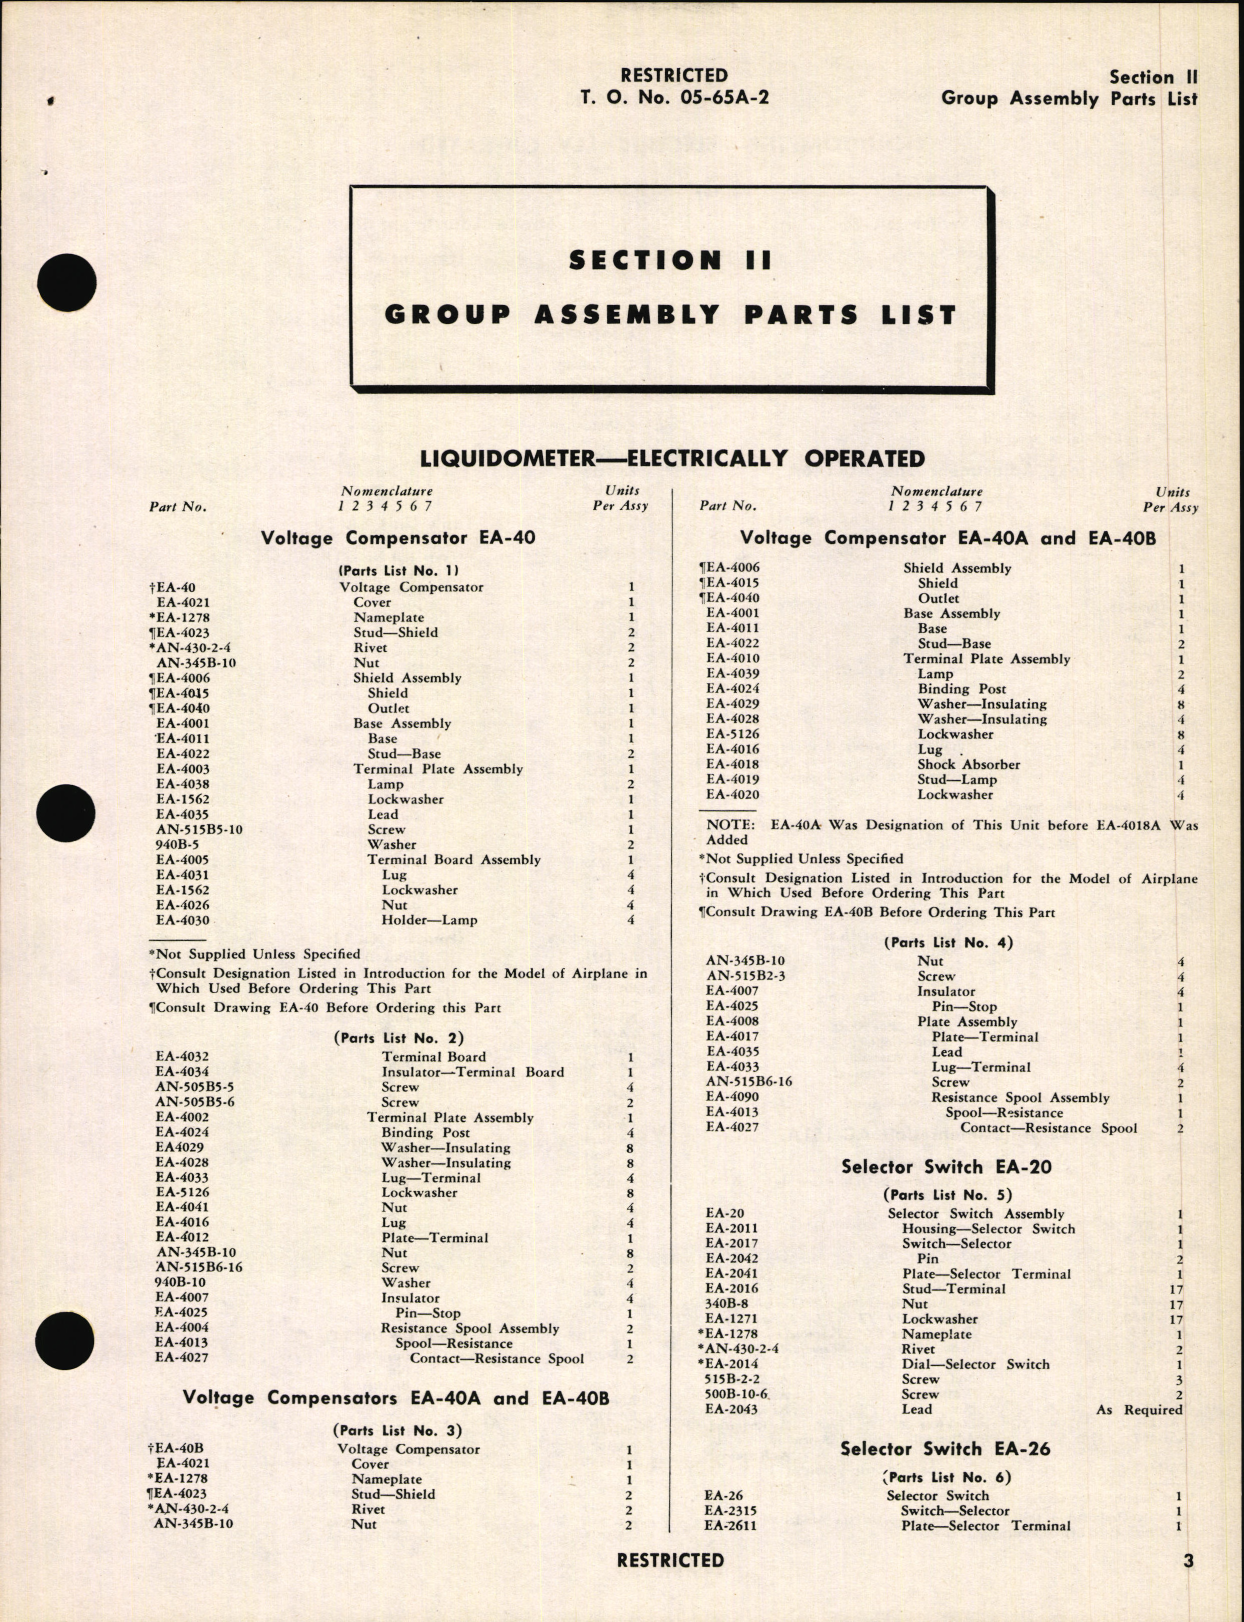 RESTRICTED
T. O. No. 05-65A-2
Section II
Group Assembly Parts List
SECTION II
GROUP ASSEMBLY PARTS LIST
LIQUIDOMETER—ELECTRICALLY OPERATED
Part No. Nomenclature 1 2 3 4 5 6 7 Units Per Assy
Voltage Compensator EA-40
(Parts List No. 1)
†EA-40 Voltage Compensator 1
EA-4021 Cover 1
*EA-1278 Nameplate 1
¶EA-4023 Stud—Shield 2
*AN-430-2-4 Rivet 2
AN-345B-10 Nut 2
¶EA-4006 Shield Assembly 1
¶EA-4015 Shield 1
¶EA-4040 Outlet 1
EA-4001 Base Assembly 1
EA-4011 Base 1
EA-4022 Stud—Base 2
EA-4003 Terminal Plate Assembly 1
EA-4038 Lamp 2
EA-1562 Lockwasher 1
EA-4035 Lead 1
AN-515B5-10 Screw 1
940B-5 Washer 2
EA-4005 Terminal Board Assembly 1
EA-4031 Lug 4
EA-1562 Lockwasher 4
EA-4026 Nut 4
EA-4030 Holder—Lamp 4
*Not Supplied Unless Specified
†Consult Designation Listed in Introduction for the Model of Airplane in
Which Used Before Ordering This Part
¶Consult Drawing EA-40 Before Ordering this Part
(Parts List No. 2)
EA-4032 Terminal Board 1
EA-4034 Insulator—Terminal Board 1
AN-505B5-5 Screw 4
AN-505B5-6 Screw 2
EA-4002 Terminal Plate Assembly 1
EA-4024 Binding Post 4
EA4029 Washer—Insulating 8
EA-4028 Washer—Insulating 8
EA-4033 Lug—Terminal 4
EA-5126 Lockwasher 8
EA-4041 Nut 4
EA-4016 Lug 4
EA-4012 Plate—Terminal 1
AN-345B-10 Nut 8
AN-515B6-16 Screw 2
940B-10 Washer 4
EA-4007 Insulator 4
EA-4025 Pin—Stop 1
EA-4004 Resistance Spool Assembly 2
EA-4013 Spool—Resistance 1
EA-4027 Contact—Resistance Spool 2
Voltage Compensators EA-40A and EA-40B
(Parts List No. 3)
†EA-40B Voltage Compensator 1
EA-4021 Cover 1
*EA-1278 Nameplate 1
¶EA-4023 Stud—Shield 2
*AN-430-2-4 Rivet 2
AN-345B-10 Nut 2
Part No. Nomenclature 1 2 3 4 5 6 7 Units Per Assy
Voltage Compensator EA-40A and EA-40B
¶EA-4006 Shield Assembly 1
¶EA-4015 Shield 1
¶EA-4040 Outlet 1
EA-4001 Base Assembly 1
EA-4011 Base 1
EA-4022 Stud—Base 2
EA-4010 Terminal Plate Assembly 1
EA-4039 Lamp 2
EA-4024 Binding Post 4
EA-4029 Washer—Insulating 8
EA-4028 Washer—Insulating 4
EA-5126 Lockwasher 8
EA-4016 Lug 4
EA-4018 Shock Absorber 1
EA-4019 Stud—Lamp 4
EA-4020 Lockwasher 4
NOTE: EA-40A Was Designation of This Unit before EA-4018A Was
Added
*Not Supplied Unless Specified
†Consult Designation Listed in Introduction for the Model of Airplane
in Which Used Before Ordering This Part
¶Consult Drawing EA-40B Before Ordering This Part
(Parts List No. 4)
AN-345B-10 Nut 4
AN-515B2-3 Screw 4
EA-4007 Insulator 4
EA-4025 Pin—Stop 1
EA-4008 Plate Assembly 1
EA-4017 Plate—Terminal 1
EA-4035 Lead 1
EA-4033 Lug—Terminal 4
AN-515B6-16 Screw 2
EA-4090 Resistance Spool Assembly 1
EA-4013 Spool—Resistance 1
EA-4027 Contact—Resistance Spool 2
Selector Switch EA-20
(Parts List No. 5)
EA-20 Selector Switch Assembly 1
EA-2011 Housing—Selector Switch 1
EA-2017 Switch—Selector 1
EA-2042 Pin 2
EA-2041 Plate—Selector Terminal 1
EA-2016 Stud—Terminal 17
340B-8 Nut 17
EA-1271 Lockwasher 17
*EA-1278 Nameplate 1
*AN-430-2-4 Rivet 2
*EA-2014 Dial—Selector Switch 1
515B-2-2 Screw 3
500B-10-6 Screw 2
EA-2043 Lead As Required
Selector Switch EA-26
(Parts List No. 6)
EA-26 Selector Switch 1
EA-2315 Switch—Selector 1
EA-2611 Plate—Selector Terminal 1
RESTRICTED
3